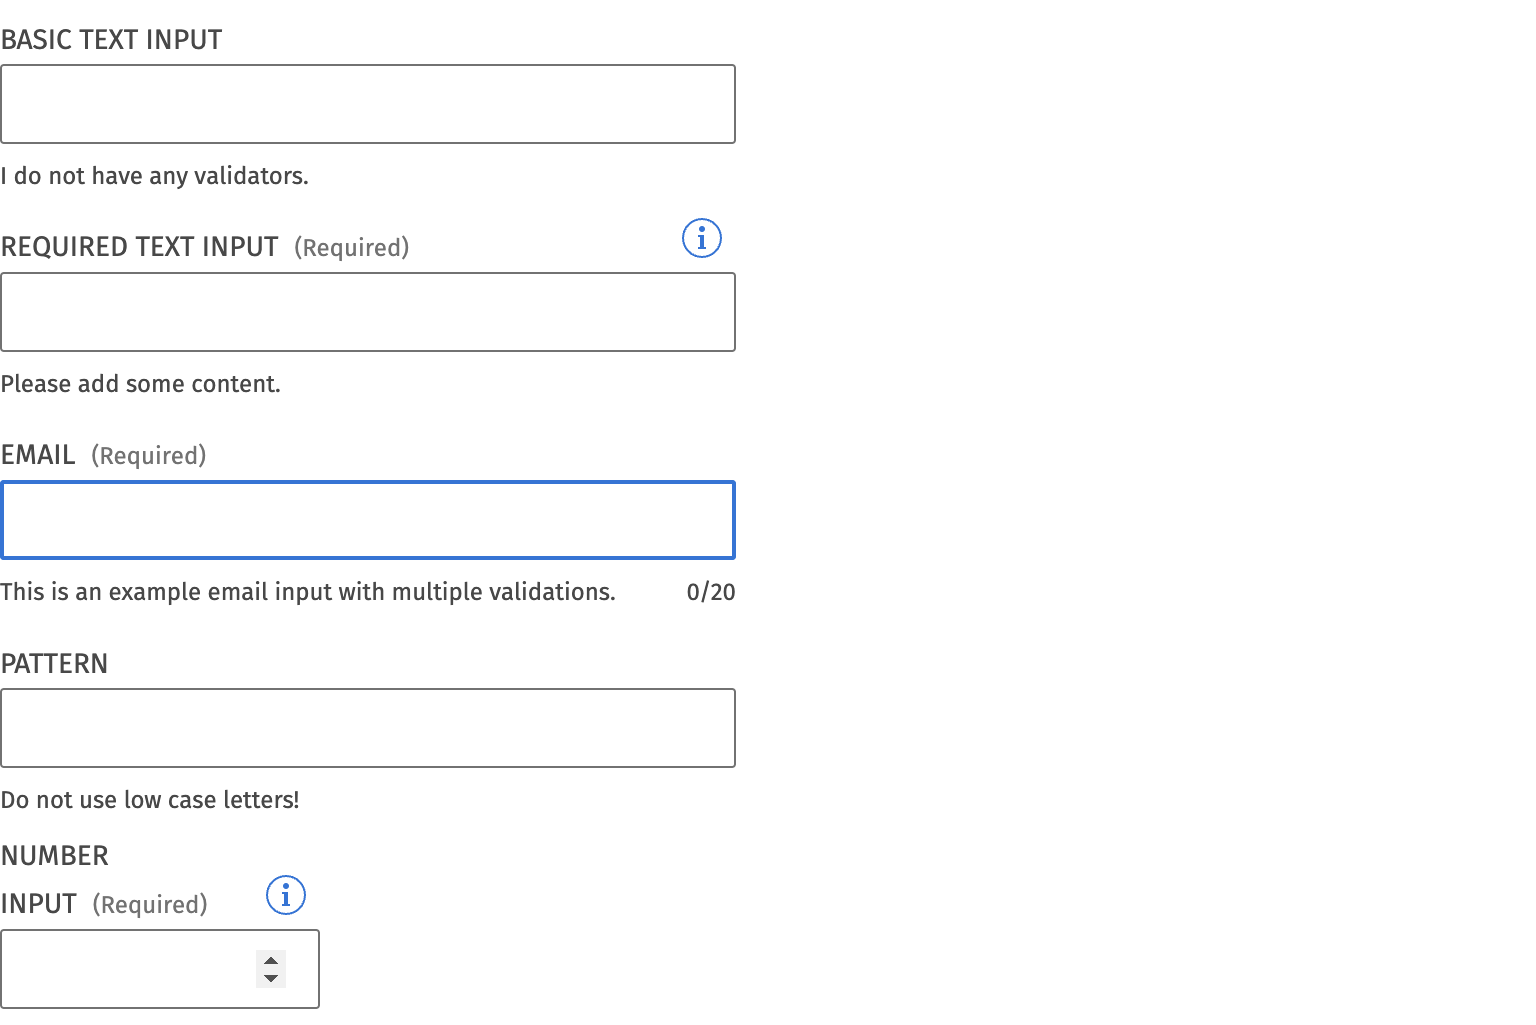 BASIC TEXT INPUT
I do not have any validators.
REQUIRED TEXT INPUT (Required)
Please add some content.
EMAIL (Required)
This is an example email input with multiple validations. 0/20
PATTERN
Do not use low case letters!
NUMBER
INPUT (Required)